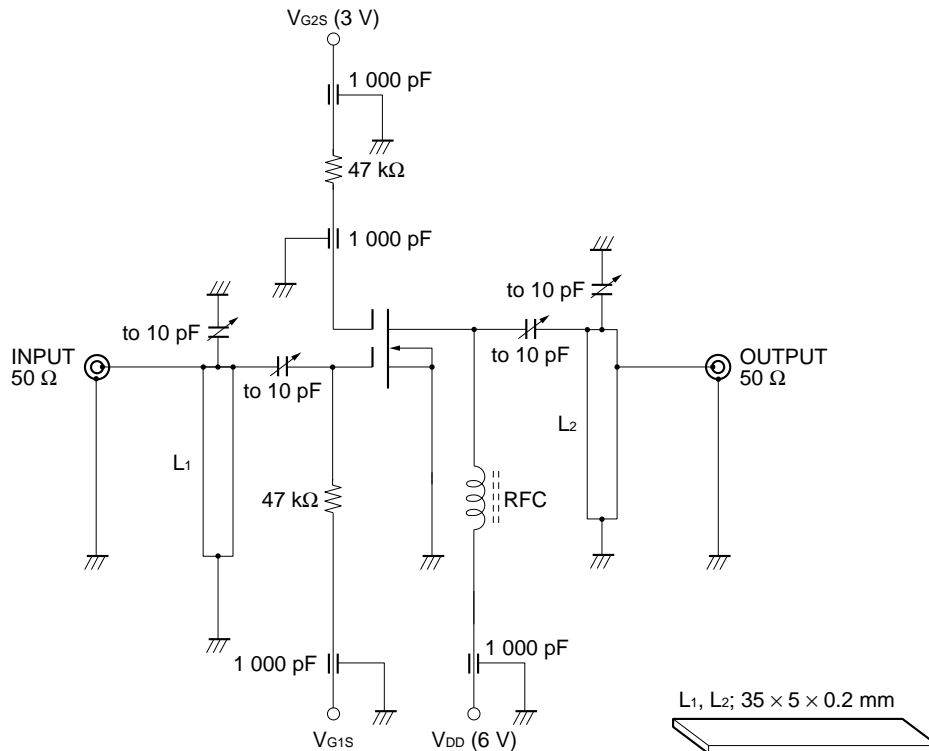 VG2S (3 V)
1 000 pF
47 kΩ
1 000 pF
to 10 pF
to 10 pF
INPUT
50 Ω
to 10 pF
to 10 pF
OUTPUT
50 Ω
L1
L2
47 kΩ
RFC
1 000 pF
1 000 pF
VG1S
VDD (6 V)
L1, L2; 35 × 5 × 0.2 mm